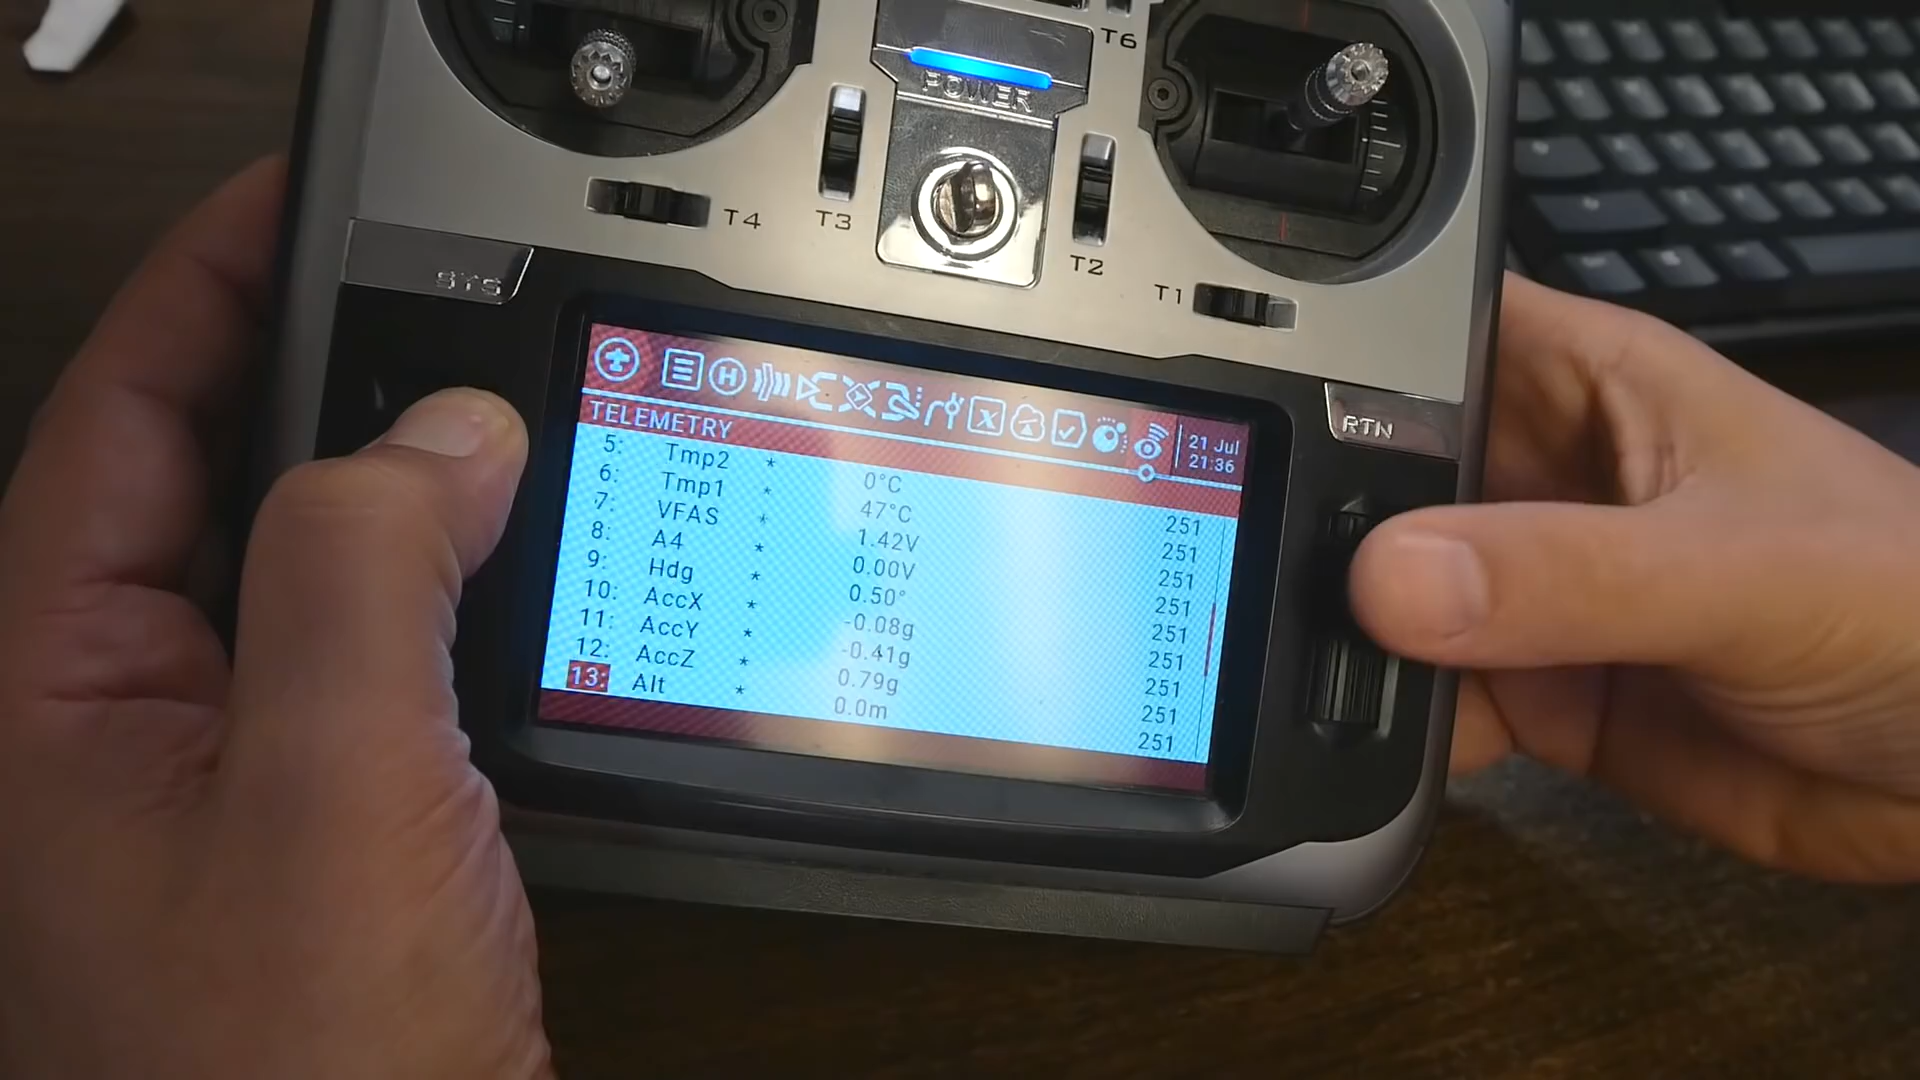 T6
POWER
T4
T3
T2
T1
SYS
RTN
H
X
21 Jul
21:36
TELEMETRY
5: Tmp2 * 0°C 251
6: Tmp1 * 47°C 251
7: VFAS * 1.42V 251
8: A4 * 0.00V 251
9: Hdg * 0.50° 251
10: AccX * -0.08g 251
11: AccY * -0.41g 251
12: AccZ * 0.79g 251
13: Alt * 0.0m 251